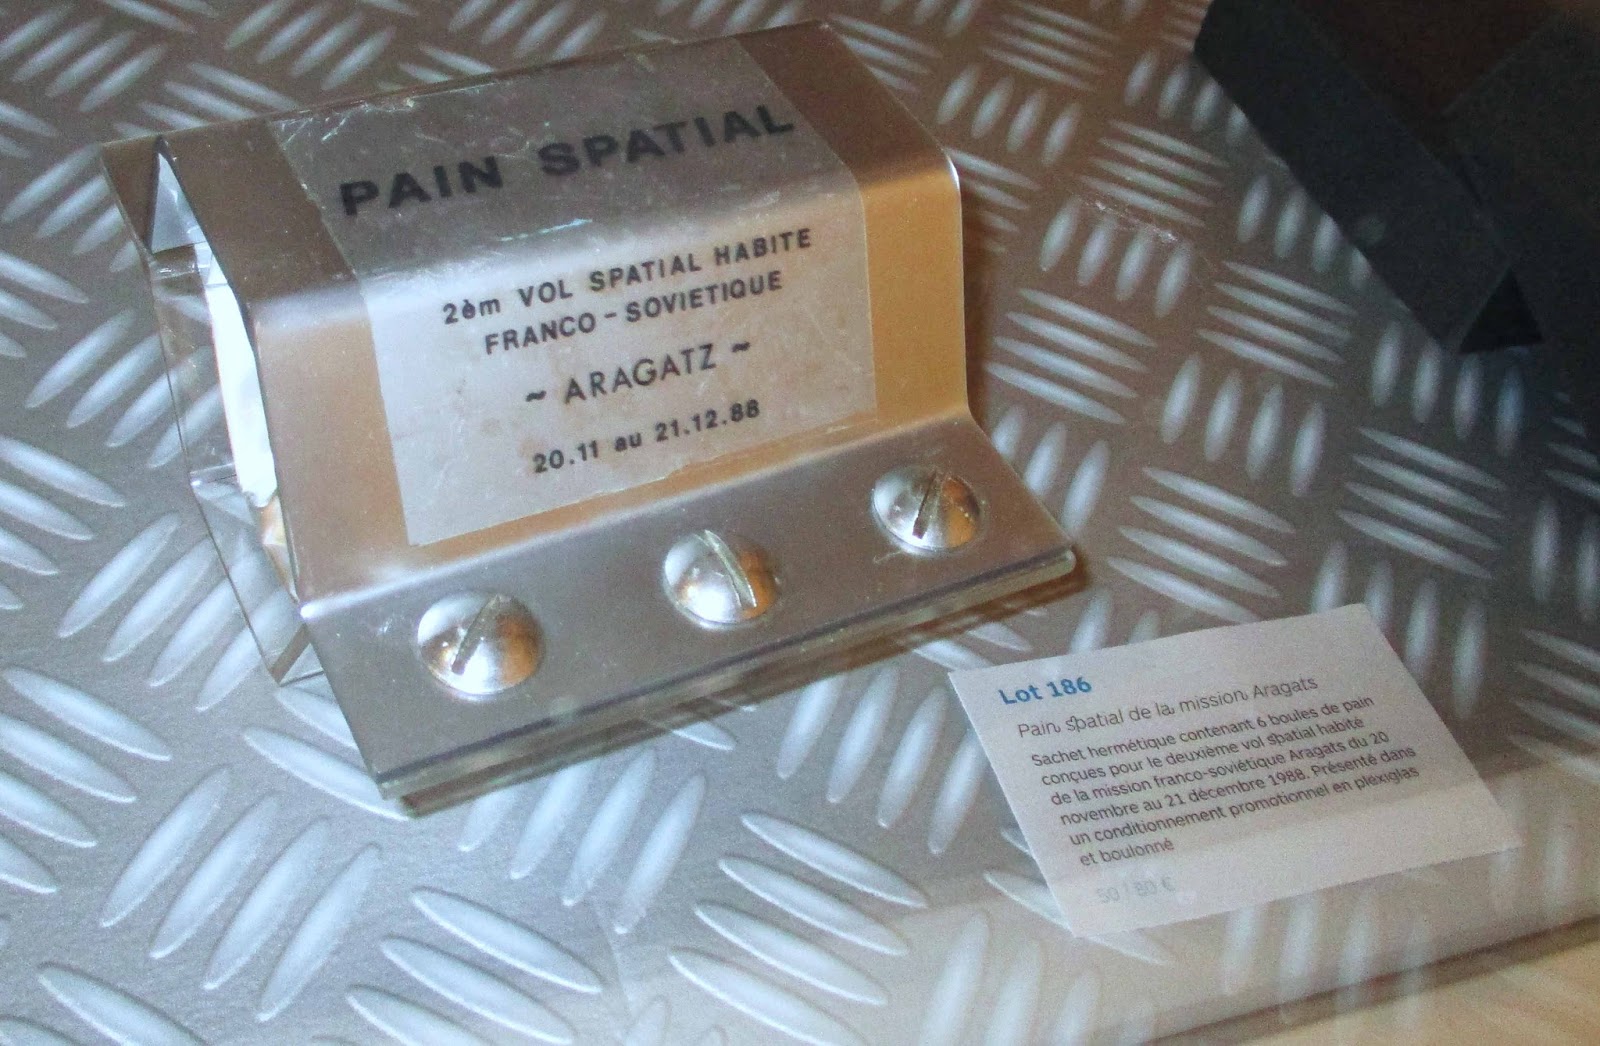 PAIN SPATIAL
2èm VOL SPATIAL HABITE
FRANCO - SOVIETIQUE
~ ARAGATZ ~
20.11 au 21.12.88
Lot 186
Pain spatial de la mission Aragats
Sachet hermétique contenant 6 boules de pain
conçues pour le deuxième vol spatial habité
de la mission franco-soviétique Aragats du 20
novembre au 21 décembre 1988. Présenté dans
un conditionnement promotionnel en plexiglas
et boulonné
50 / 80 €